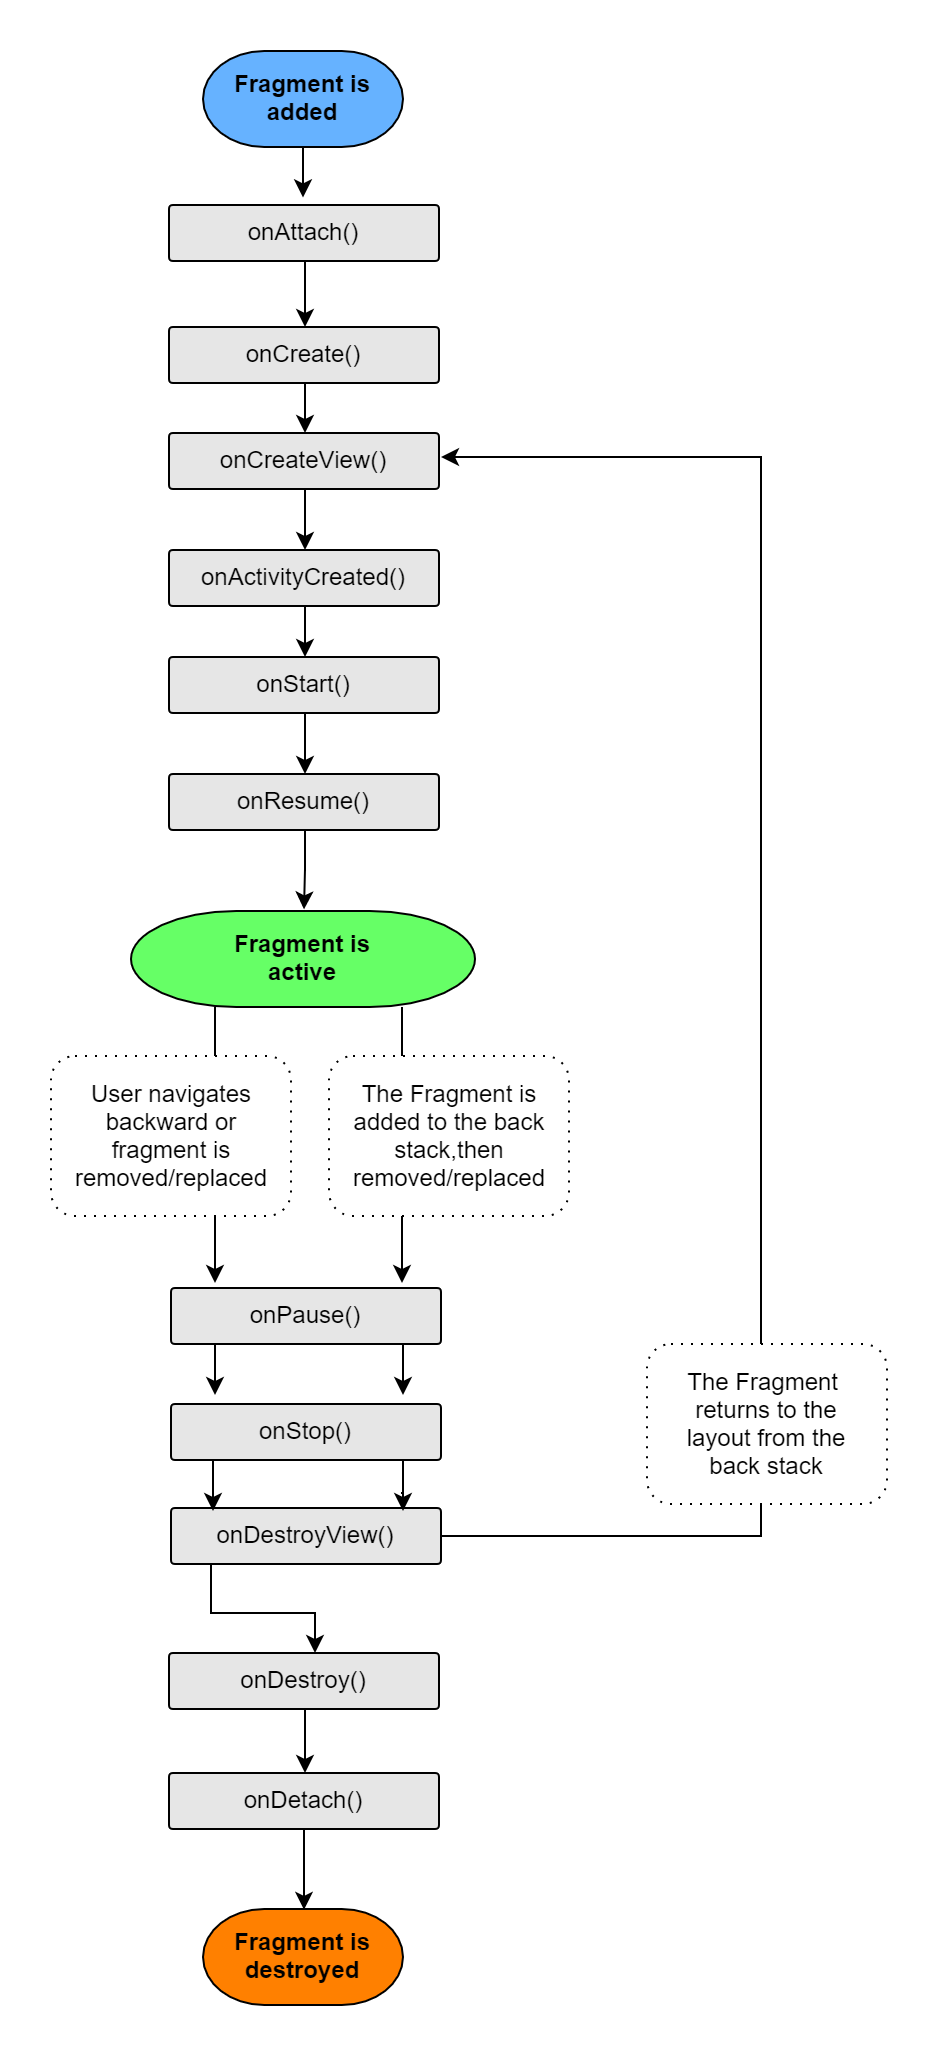 Fragment is
added
onAttach()
onCreate()
onCreateView()
onActivityCreated()
onStart()
onResume()
Fragment is
active
User navigates
backward or
fragment is
removed/replaced
The Fragment is
added to the back
stack,then
removed/replaced
onPause()
The Fragment
returns to the
layout from the
back stack
onStop()
onDestroyView()
onDestroy()
onDetach()
Fragment is
destroyed